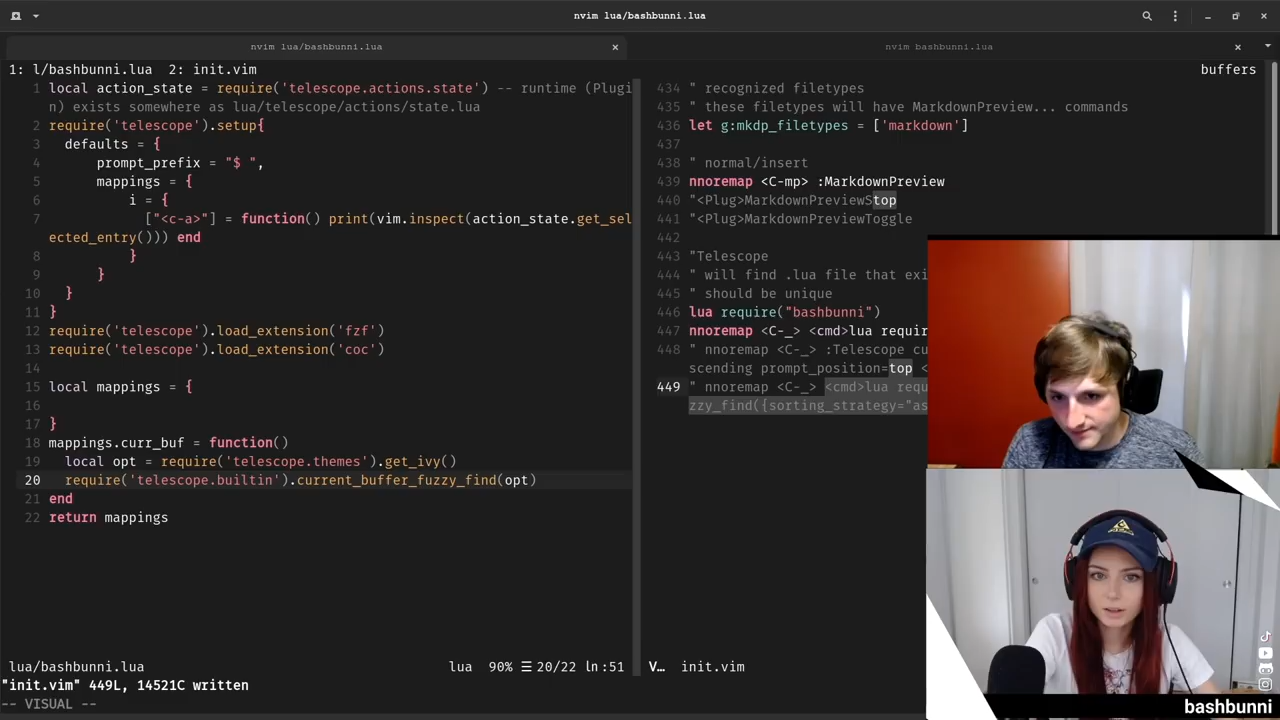 nvim lua/bashbunni.lua
nvim lua/bashbunni.lua
nvim bashbunni.lua
1: l/bashbunni.lua 2: init.vim
buffers
1 local action_state = require('telescope.actions.state') -- runtime (Plugi
n) exists somewhere as lua/telescope/actions/state.lua
2 require('telescope').setup{
3 defaults = {
4 prompt_prefix = "$ ",
5 mappings = {
6 i = {
7 ["<c-a>"] = function() print(vim.inspect(action_state.get_sel
ected_entry())) end
8 }
9 }
10 }
11 }
12 require('telescope').load_extension('fzf')
13 require('telescope').load_extension('coc')
14
15 local mappings = {
16
17 }
18 mappings.curr_buf = function()
19 local opt = require('telescope.themes').get_ivy()
20 require('telescope.builtin').current_buffer_fuzzy_find(opt)
21 end
22 return mappings
lua/bashbunni.lua lua 90% ☰ 20/22 ln:51
"init.vim" 449L, 14521C written
-- VISUAL --
434 " recognized filetypes
435 " these filetypes will have MarkdownPreview... commands
436 let g:mkdp_filetypes = ['markdown']
437
438 " normal/insert
439 nnoremap <C-mp> :MarkdownPreview
440 "<Plug>MarkdownPreviewStop
441 "<Plug>MarkdownPreviewToggle
442
443 "Telescope
444 " will find .lua file that exi
445 " should be unique
446 lua require("bashbunni")
447 nnoremap <C-_> <cmd>lua requir
448 " nnoremap <C-_> :Telescope cu
scending prompt_position=top <
449 " nnoremap <C-_> <cmd>lua requ
zzy_find({sorting_strategy="as
V… init.vim
bashbunni